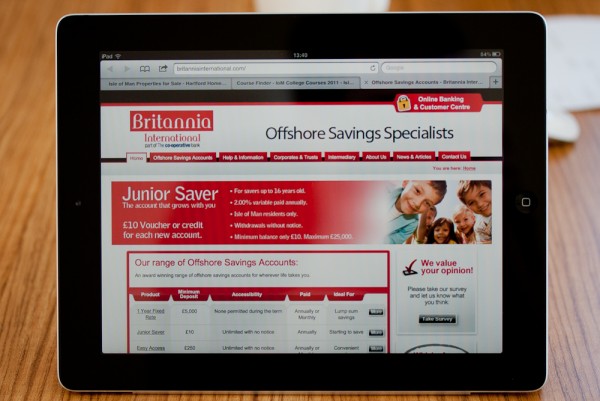 iPad 13:40 84%
britanniainternational.com/ Google
Isle of Man Properties for Sale - Hartford Home... Course Finder - IoM College Courses 2011 - Isl... Offshore Savings Accounts - Britannia Inter...
Online Banking
& Customer Centre
Britannia
International
part of The co-operative bank
Offshore Savings Specialists
Home Offshore Savings Accounts Help & Information Corporates & Trusts Intermediary About Us News & Articles Contact Us
You are here: Home
Junior Saver
The account that grows with you
£10 Voucher or credit
for each new account.
• For savers up to 16 years old.
• 2.00% variable paid annually.
• Isle of Man residents only.
• Withdrawals without notice.
• Minimum balance only £10. Maximum £25,000.
Our range of Offshore Savings Accounts:
An award winning range of offshore savings accounts for wherever life takes you.
Product Minimum Deposit Accessibility Paid Ideal For
1 Year Fixed Rate £5,000 None permitted during the term Annually or Monthly Lump sum savings More
Junior Saver £10 Unlimited with no notice Annually Starting to save More
Easy Access £250 Unlimited with no notice Annually or Convenient More
We value
your opinion!
Please take our survey
and let us know what
you think
Take Survey